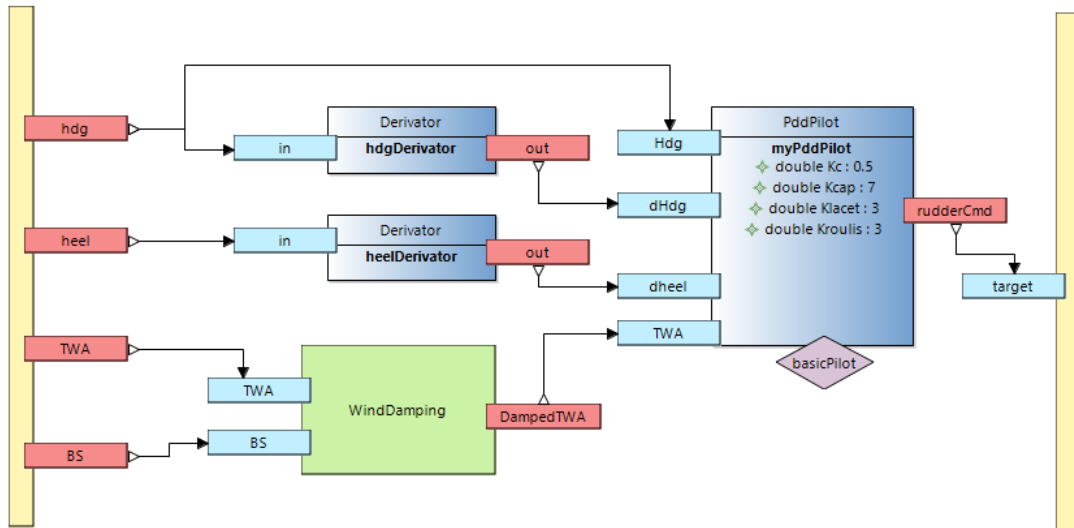 hdg
Derivator
in
hdgDerivator
out
PddPilot
Hdg
myPddPilot
double Kc : 0.5
double Kcap : 7
double Klacet : 3
double Kroulis : 3
dHdg
rudderCmd
heel
Derivator
in
heelDerivator
out
dheel
target
TWA
TWA
basicPilot
TWA
WindDamping
DampedTWA
BS
BS